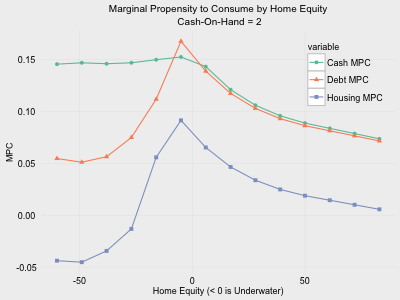 Marginal Propensity to Consume by Home Equity
Cash-On-Hand = 2
variable
Cash MPC
Debt MPC
Housing MPC
MPC
0.15
0.10
0.05
0.00
-0.05
-50
0
50
Home Equity (< 0 is Underwater)